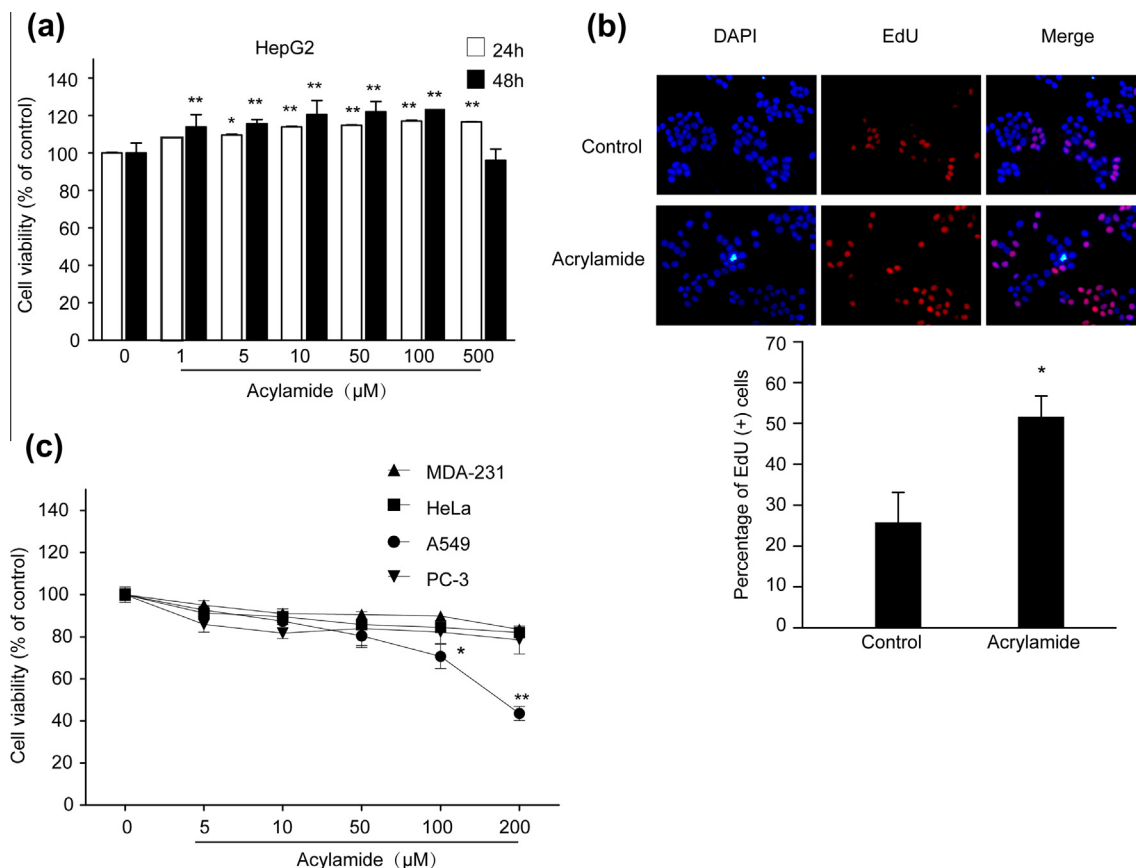 (a)
HepG2
24h
48h
Cell viability (% of control)
140
120
100
80
60
40
20
0
** ** ** ** ** **
* ** ** ** **
0 1 5 10 50 100 500
Acylamide (μM)
(b)
DAPI EdU Merge
Control
Acrylamide
Percentage of EdU (+) cells
70
60
50
40
30
20
10
0
*
Control Acrylamide
(c)
MDA-231
HeLa
A549
PC-3
Cell viability (% of control)
140
120
100
80
60
40
20
0
*
**
0 5 10 50 100 200
Acylamide (μM)